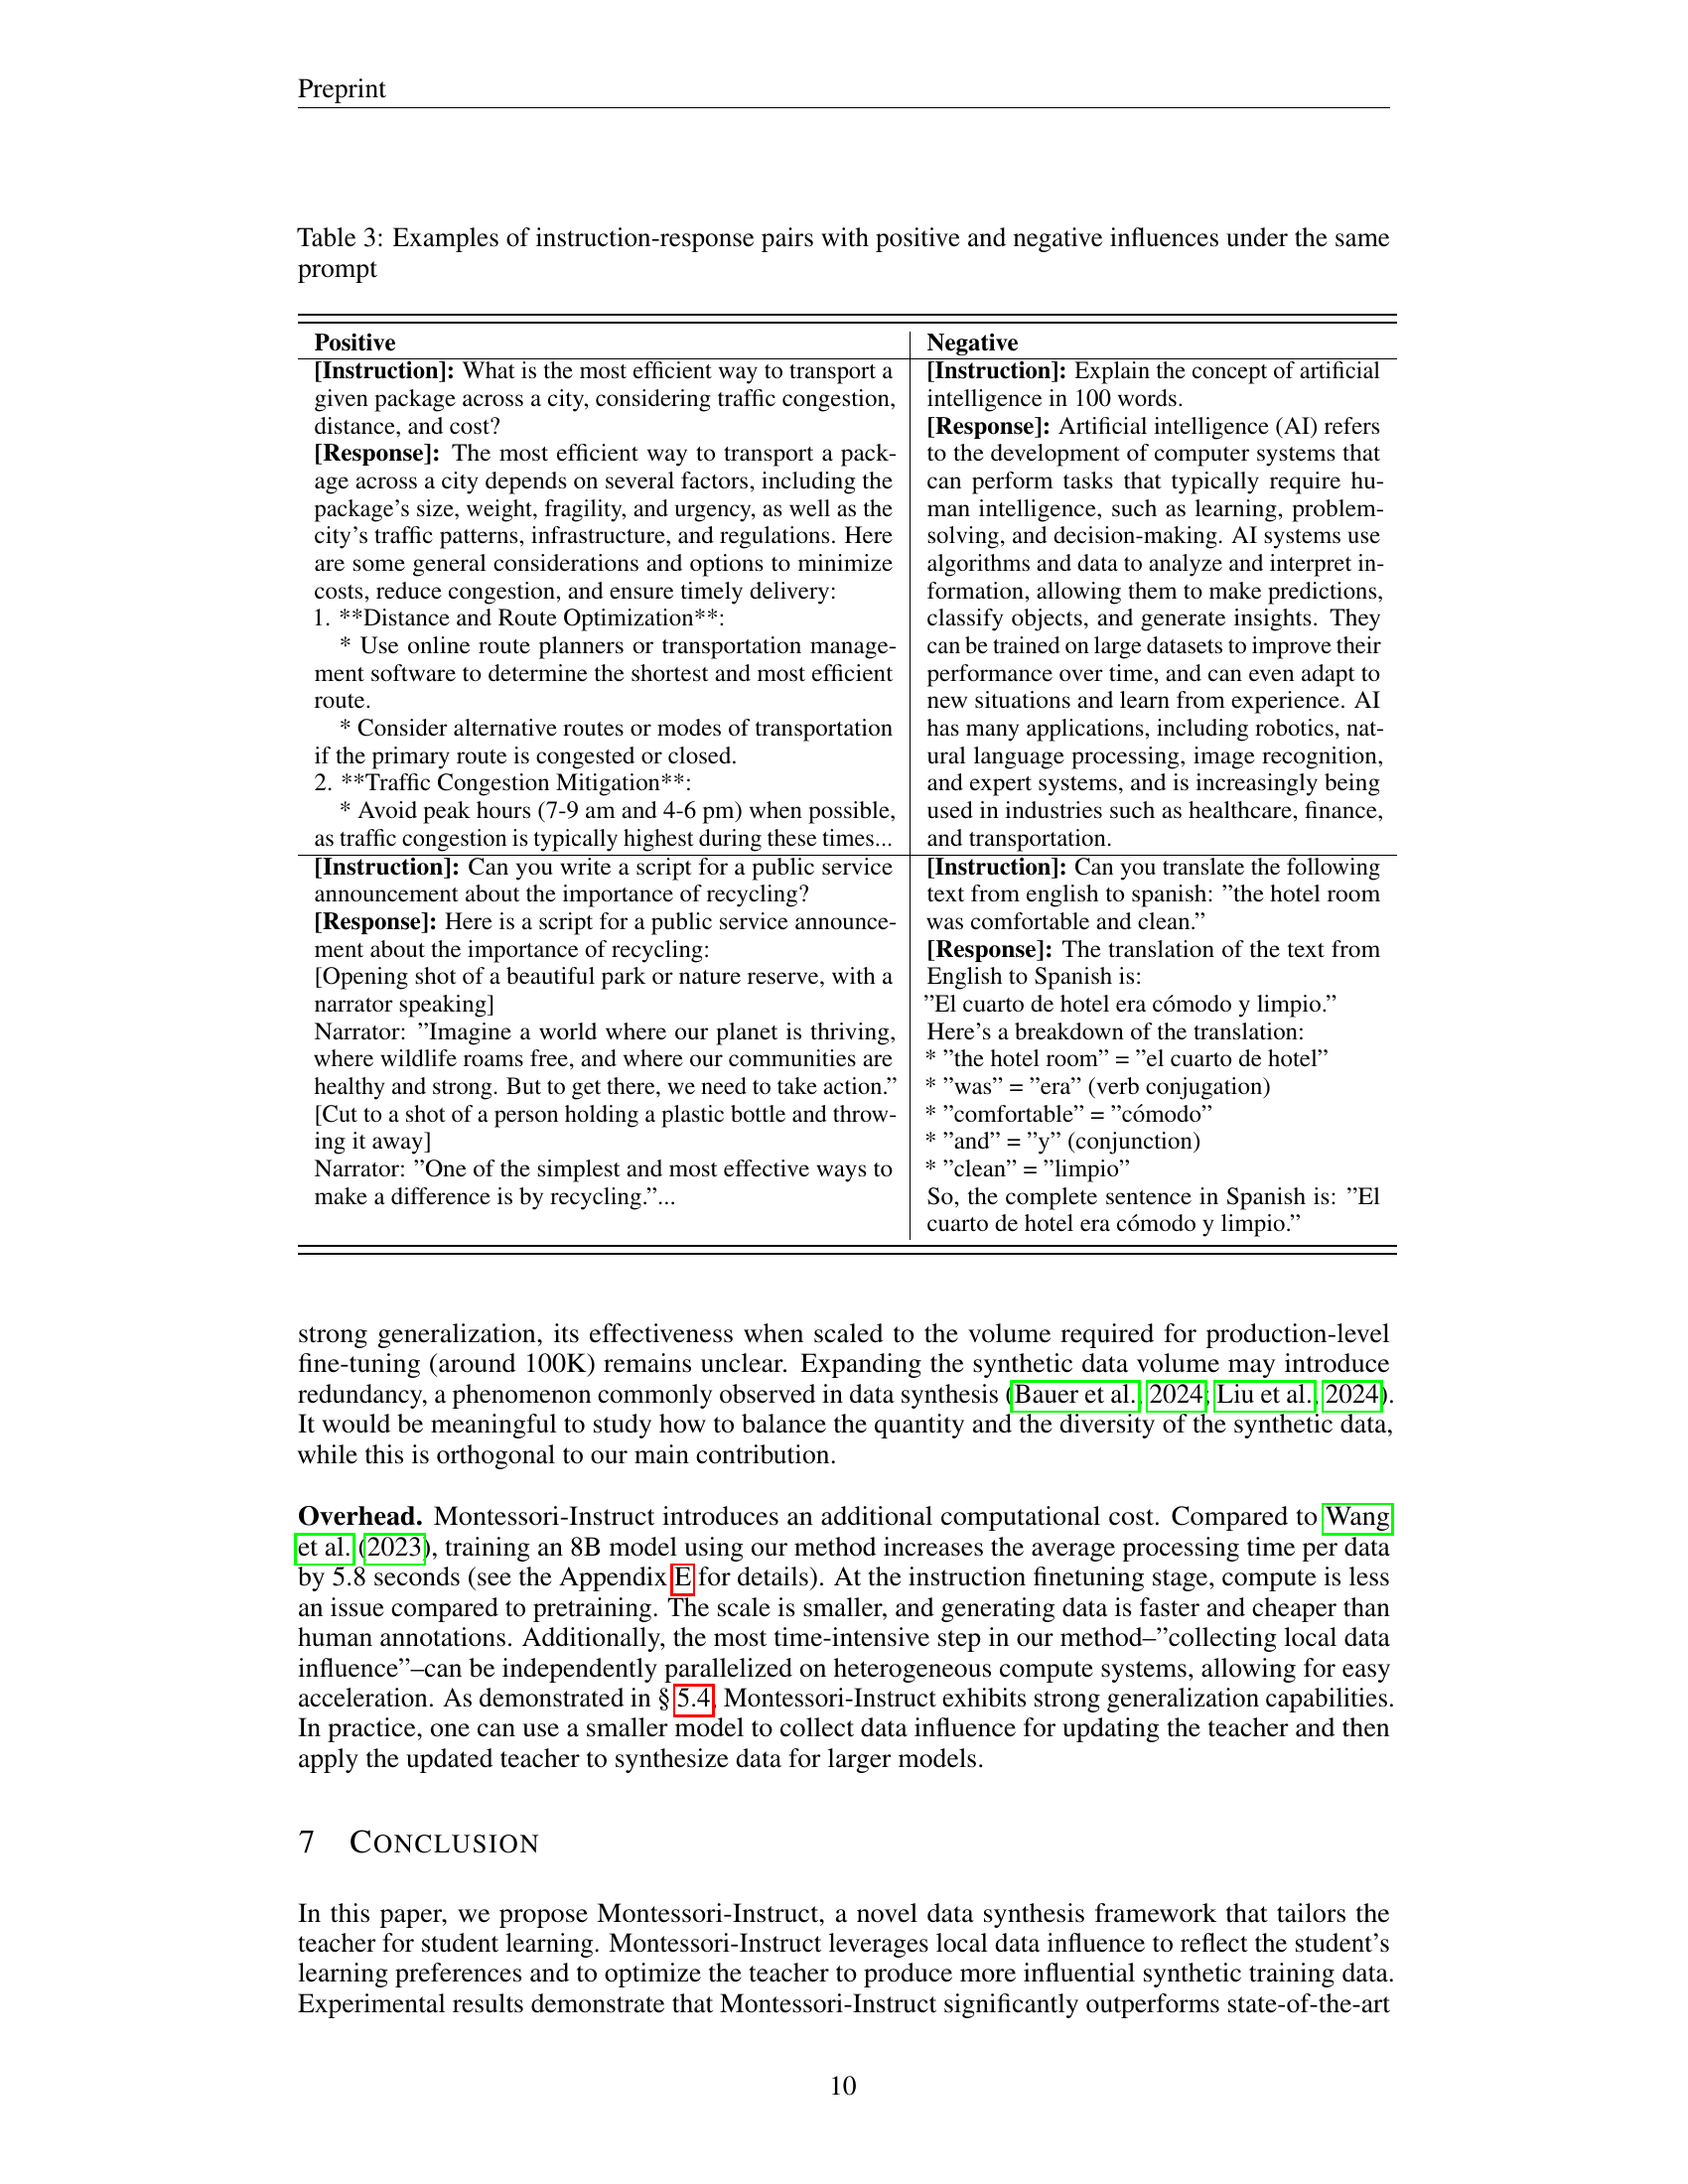 Preprint
Table 3: Examples of instruction-response pairs with positive and negative influences under the same
prompt
Positive
[Instruction]: What is the most efficient way to transport a
given package across a city, considering traffic congestion,
distance, and cost?
[Response]: The most efficient way to transport a pack-
age across a city depends on several factors, including the
package's size, weight, fragility, and urgency, as well as the
city's traffic patterns, infrastructure, and regulations. Here
are some general considerations and options to minimize
costs, reduce congestion, and ensure timely delivery:
1. **Distance and Route Optimization**:
* Use online route planners or transportation manage-
ment software to determine the shortest and most efficient
route.
* Consider alternative routes or modes of transportation
if the primary route is congested or closed.
2. **Traffic Congestion Mitigation**:
* Avoid peak hours (7-9 am and 4-6 pm) when possible,
as traffic congestion is typically highest during these times...
Negative
[Instruction]: Explain the concept of artificial
intelligence in 100 words.
[Response]: Artificial intelligence (AI) refers
to the development of computer systems that
can perform tasks that typically require hu-
man intelligence, such as learning, problem-
solving, and decision-making. AI systems use
algorithms and data to analyze and interpret in-
formation, allowing them to make predictions,
classify objects, and generate insights. They
can be trained on large datasets to improve their
performance over time, and can even adapt to
new situations and learn from experience. AI
has many applications, including robotics, nat-
ural language processing, image recognition,
and expert systems, and is increasingly being
used in industries such as healthcare, finance,
and transportation.
[Instruction]: Can you write a script for a public service
announcement about the importance of recycling?
[Response]: Here is a script for a public service announce-
ment about the importance of recycling:
[Opening shot of a beautiful park or nature reserve, with a
narrator speaking]
Narrator: ”Imagine a world where our planet is thriving,
where wildlife roams free, and where our communities are
healthy and strong. But to get there, we need to take action.”
[Cut to a shot of a person holding a plastic bottle and throw-
ing it away]
Narrator: ”One of the simplest and most effective ways to
make a difference is by recycling.”...
[Instruction]: Can you translate the following
text from english to spanish: ”the hotel room
was comfortable and clean.”
[Response]: The translation of the text from
English to Spanish is:
”El cuarto de hotel era cómodo y limpio.”
Here's a breakdown of the translation:
* ”the hotel room” = ”el cuarto de hotel”
* ”was” = ”era” (verb conjugation)
* ”comfortable” = ”cómodo”
* ”and” = ”y” (conjunction)
* ”clean” = ”limpio”
So, the complete sentence in Spanish is: ”El
cuarto de hotel era cómodo y limpio.”
strong generalization, its effectiveness when scaled to the volume required for production-level
fine-tuning (around 100K) remains unclear. Expanding the synthetic data volume may introduce
redundancy, a phenomenon commonly observed in data synthesis (Bauer et al., 2024; Liu et al., 2024).
It would be meaningful to study how to balance the quantity and the diversity of the synthetic data,
while this is orthogonal to our main contribution.
Overhead. Montessori-Instruct introduces an additional computational cost. Compared to Wang
et al. (2023), training an 8B model using our method increases the average processing time per data
by 5.8 seconds (see the Appendix E for details). At the instruction finetuning stage, compute is less
an issue compared to pretraining. The scale is smaller, and generating data is faster and cheaper than
human annotations. Additionally, the most time-intensive step in our method–”collecting local data
influence”–can be independently parallelized on heterogeneous compute systems, allowing for easy
acceleration. As demonstrated in § 5.4, Montessori-Instruct exhibits strong generalization capabilities.
In practice, one can use a smaller model to collect data influence for updating the teacher and then
apply the updated teacher to synthesize data for larger models.
7 CONCLUSION
In this paper, we propose Montessori-Instruct, a novel data synthesis framework that tailors the
teacher for student learning. Montessori-Instruct leverages local data influence to reflect the student's
learning preferences and to optimize the teacher to produce more influential synthetic training data.
Experimental results demonstrate that Montessori-Instruct significantly outperforms state-of-the-art
10